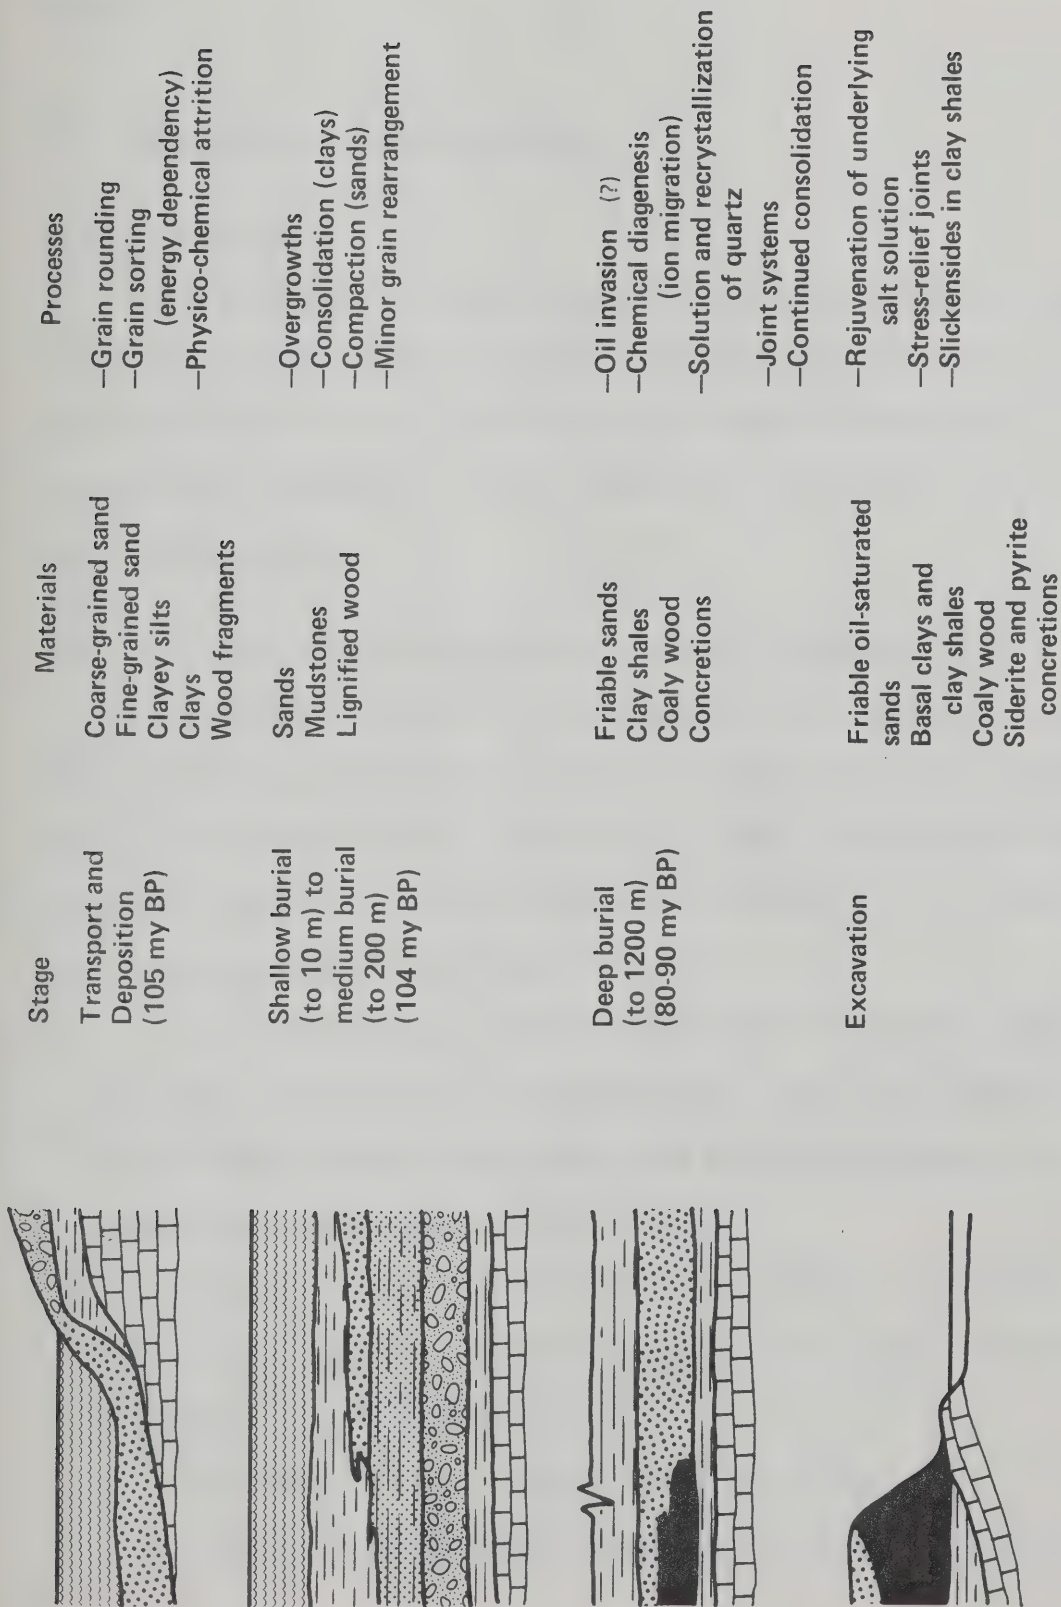 Stage
Materials
Processes
Transport and
Deposition
(105 my BP)
Coarse-grained sand
Fine-grained sand
Clayey silts
Clays
Wood fragments
—Grain rounding
—Grain sorting
(energy dependency)
—Physico-chemical attrition
Shallow burial
(to 10 m) to
medium burial
(to 200 m)
(104 my BP)
Sands
Mudstones
Lignified wood
—Overgrowths
—Consolidation (clays)
—Compaction (sands)
—Minor grain rearrangement
Deep burial
(to 1200 m)
(80-90 my BP)
Friable sands
Clay shales
Coaly wood
Concretions
—Oil invasion (?)
—Chemical diagenesis
(ion migration)
—Solution and recrystallization
of quartz
—Joint systems
—Continued consolidation
Excavation
Friable oil-saturated
sands
Basal clays and
clay shales
Coaly wood
Siderite and pyrite
concretions
—Rejuvenation of underlying
salt solution
—Stress-relief joints
—Slickensides in clay shales